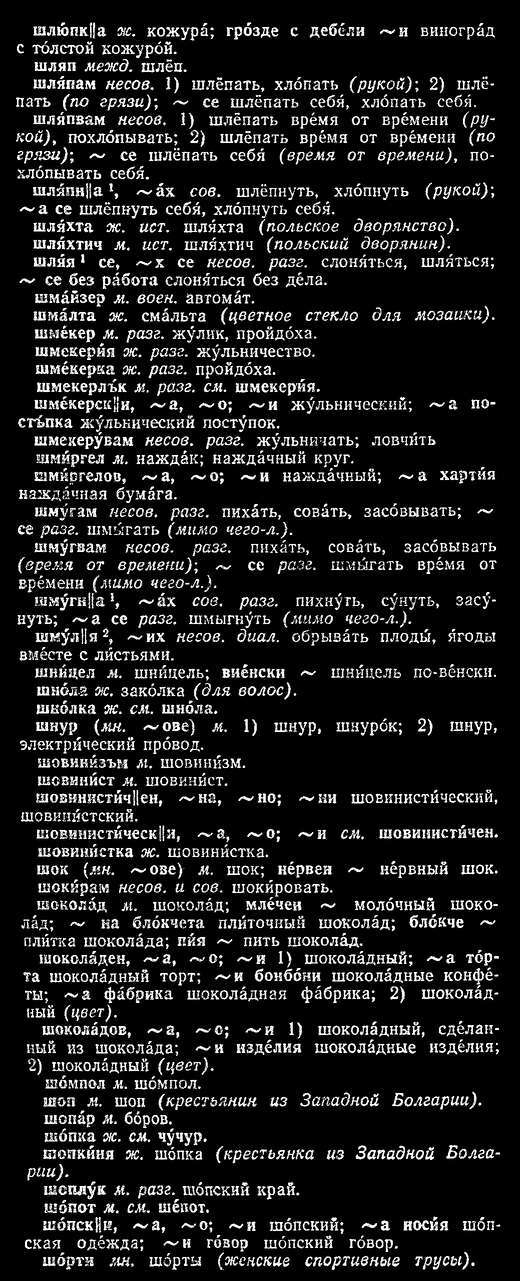 шлю́пк||а ж. кожура́; гро́зде с дебе́ли ~и виногра́д
с то́лстой кожуро́й.
шляп межд. шлёп.
шля́пам несов. 1) шлёпать, хло́пать (рукой); 2) шлё-
пать (по грязи); ~ се шлёпать себя́, хло́пать себя́.
шля́пвам несов. 1) шлёпать вре́мя от вре́мени (ру-
кой), похло́пывать; 2) шлёпать вре́мя от вре́мени (по
грязи); ~ се шлёпать себя́ (время от времени), по-
хло́пывать себя́.
шля́пн||а ¹, ~ах сов. шлёпнуть, хло́пнуть (рукой);
~а се шлёпнуть себя́, хло́пнуть себя́.
шля́хта ж. ист. шля́хта (польское дворянство).
шля́хтич м. ист. шля́хтич (польский дворянин).
шля́я ¹ се, ~х се несов. разг. слоня́ться, шля́ться;
~ се без ра́бота слоня́ться без де́ла.
шма́йзер м. воен. автома́т.
шма́лта ж. сма́льта (цветное стекло для мозаики).
шме́кер м. разг. жу́лик, пройдо́ха.
шмекери́я ж. разг. жу́льничество.
шме́керка ж. разг. пройдо́ха.
шмекерлъ́к м. разг. см. шмекери́я.
шме́керск||и, ~а, ~о; ~и жу́льнический; ~а по-
стъ́пка жу́льнический посту́пок.
шмекеру́вам несов. разг. жу́льничать; ловчи́ть
шми́ргел м. нажда́к; нажда́чный круг.
шми́ргелов, ~а, ~о; ~и нажда́чный; ~а харти́я
нажда́чная бума́га.
шму́гам несов. разг. пиха́ть, сова́ть, засо́вывать; ~
се разг. шмы́гать (мимо чего-л.).
шму́гвам несов. разг. пиха́ть, сова́ть, засо́вывать
(время от времени); ~ се разг. шмы́гать вре́мя от
вре́мени (мимо чего-л.).
шму́гн||а ¹, ~ах сов. разг. пихну́ть, су́нуть, засу́-
нуть; ~а се разг. шмыгну́ть (мимо чего-л.).
шму́л||я ², ~их несов. диал. обрыва́ть плоды́, я́годы
вме́сте с ли́стьями.
шни́цел м. шни́цель; вие́нски ~ шни́цель по-ве́нски.
шно́ла ж. зако́лка (для волос).
шно́лка ж. см. шно́ла.
шнур (мн. ~ове) м. 1) шнур, шнуро́к; 2) шнур,
электри́ческий про́вод.
шовини́зъм м. шовини́зм.
шовини́ст м. шовини́ст.
шовинисти́ч||ен, ~на, ~но; ~ни шовинисти́ческий,
шовини́стский.
шовинисти́ческ||и, ~а, ~о; ~и см. шовинисти́чен.
шовини́стка ж. шовини́стка.
шок (мн. ~ове) м. шок; не́рвен ~ не́рвный шок.
шоки́рам несов. и сов. шоки́ровать.
шокола́д м. шокола́д; мле́чен ~ моло́чный шоко-
ла́д; ~ на бло́кчета пли́точный шокола́д; бло́кче ~
пли́тка шокола́да; пи́я ~ пить шокола́д.
шокола́ден, ~а, ~о; ~и 1) шокола́дный; ~а то́р-
та шокола́дный торт; ~и бонбо́ни шокола́дные конфе́-
ты; ~а фа́брика шокола́дная фа́брика; 2) шокола́д-
ный (цвет).
шокола́дов, ~а, ~о; ~и 1) шокола́дный, сде́лан-
ный из шокола́да; ~и изде́лия шокола́дные изде́лия;
2) шокола́дный (цвет).
шо́мпол м. шо́мпол.
шоп м. шоп (крестьянин из Западной Болгарии).
шопа́р м. бо́ров.
шо́пка ж. см. чу́чур.
шопки́ня ж. шо́пка (крестьянка из Западной Болга-
рии).
шоплу́к м. разг. шо́пский край.
шо́пот м. см. ше́пот.
шо́пск||и, ~а, ~о; ~и шо́пский; ~а носи́я шо́п-
ская оде́жда; ~и го́вор шо́пский го́вор.
шо́рти мн. шо́рты (женские спортивные трусы).